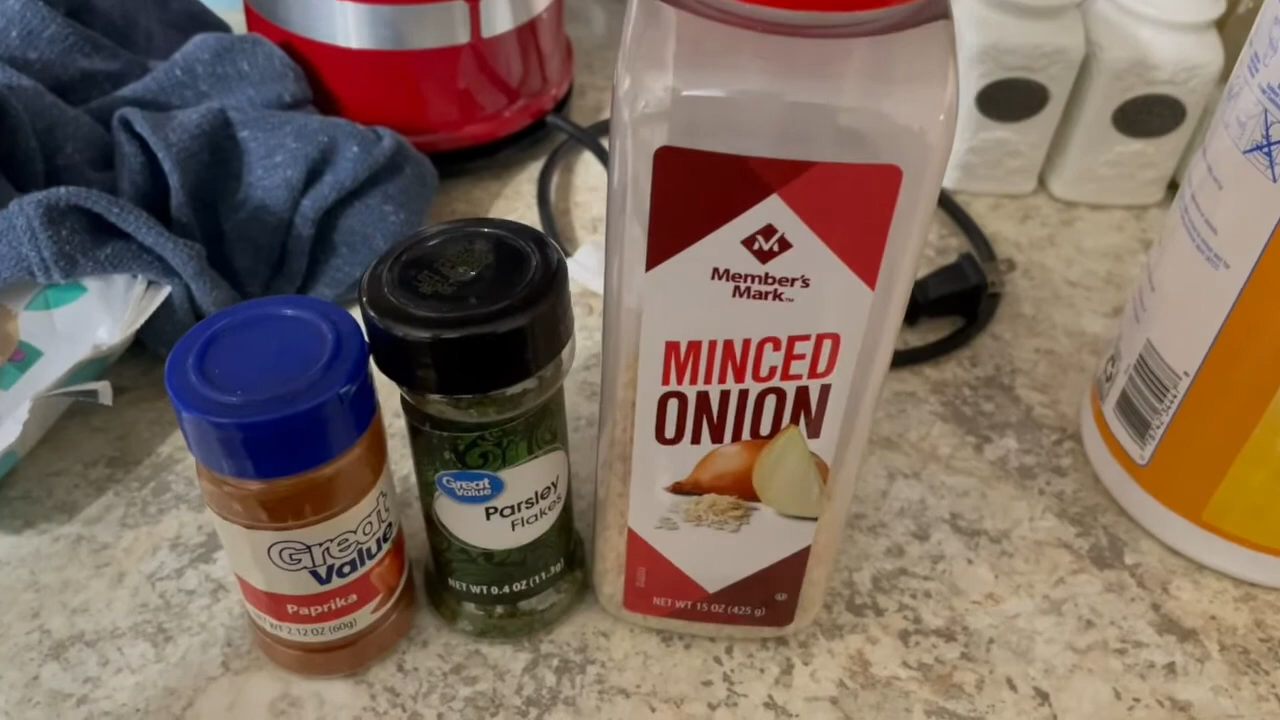 Great
Value
Paprika
NET WT 2.12 OZ (60g)
Great
Value
Parsley
Flakes
NET WT 0.4 OZ (11.3g)
Member's
Mark™
MINCED
ONION
NET WT 15 OZ (425 g)